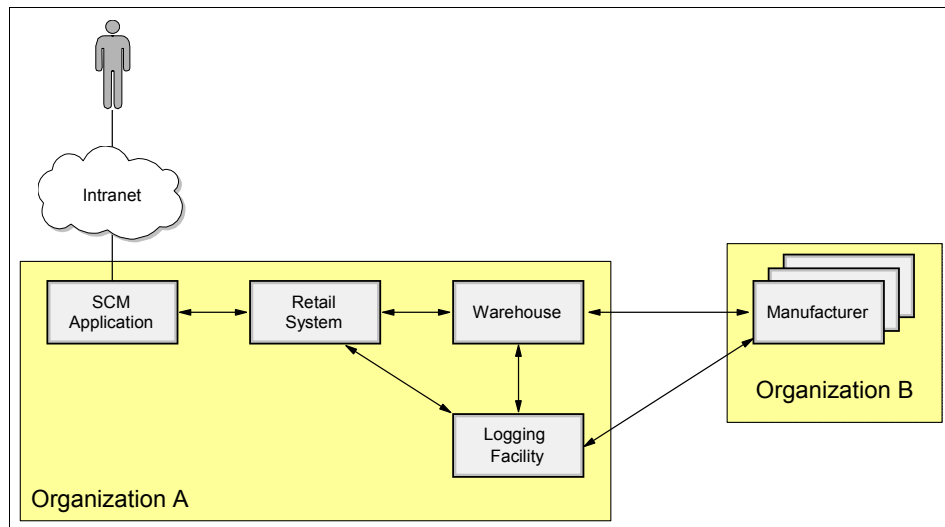 Intranet
SCM
Application
Retail
System
Warehouse
Manufacturer
Logging
Facility
Organization A
Organization B